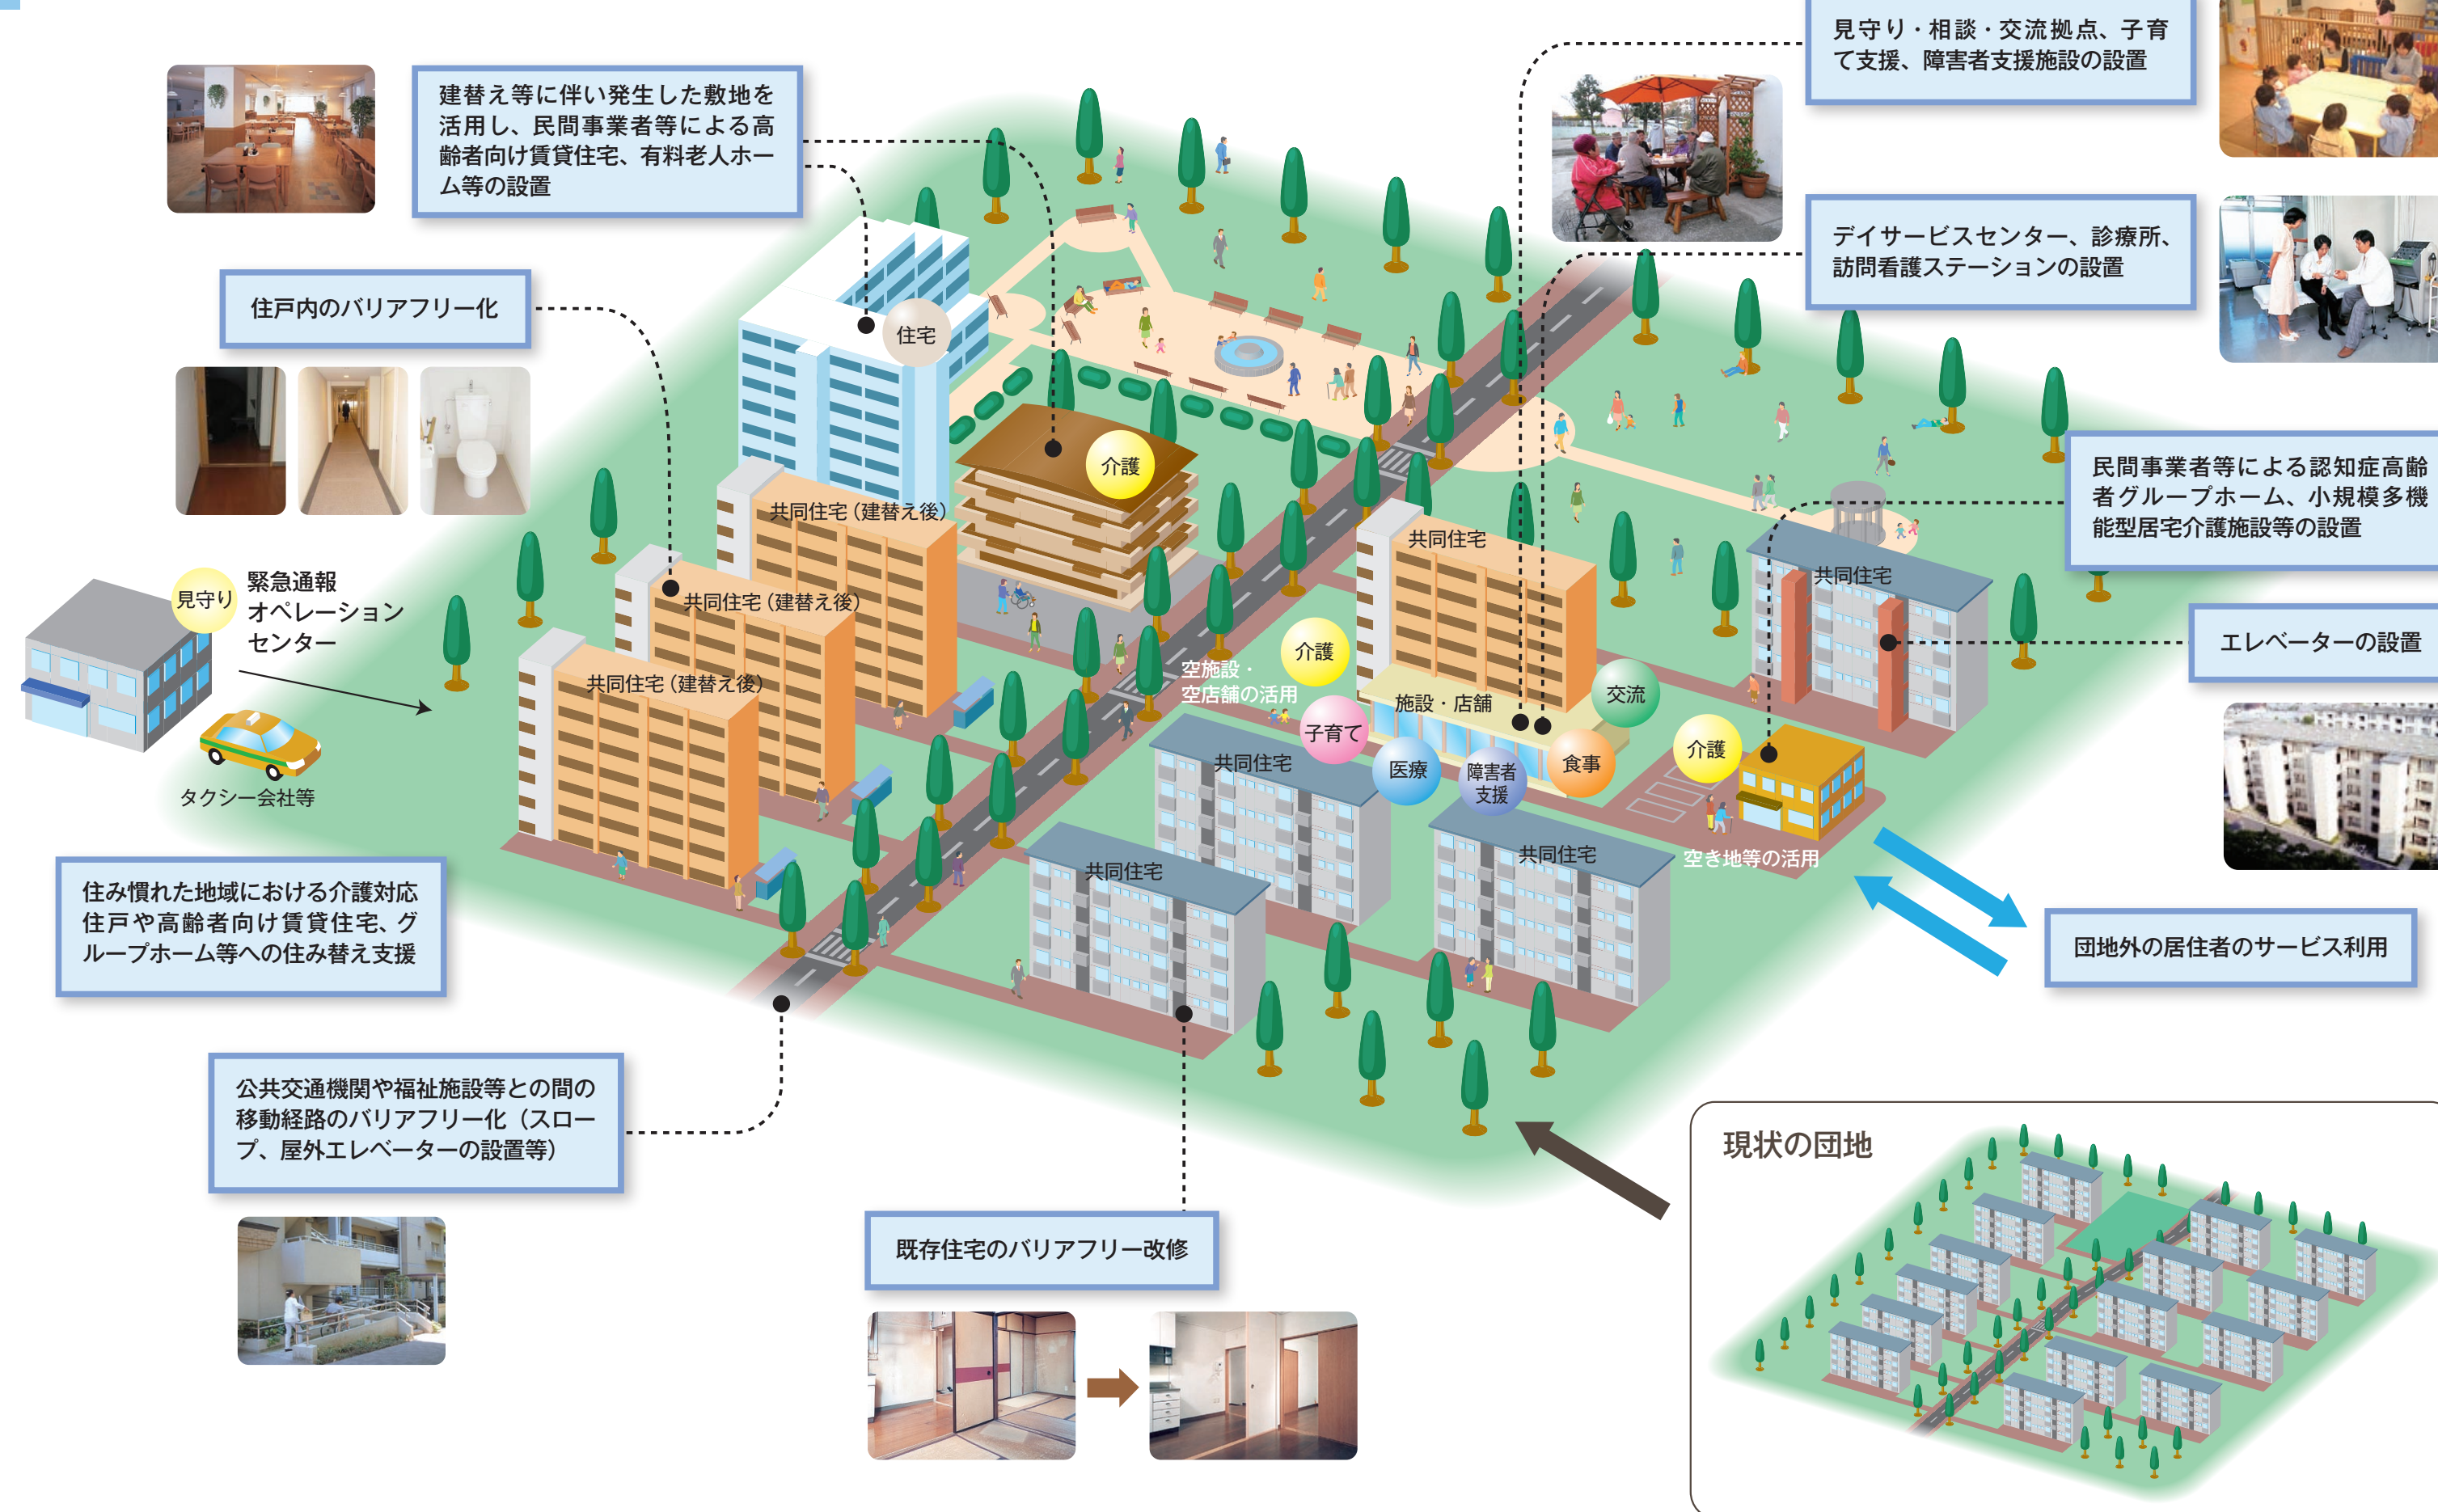 見守り・相談・交流拠点、子育
て支援、障害者支援施設の設置
建替え等に伴い発生した敷地を
活用し、民間事業者等による高
齢者向け賃貸住宅、有料老人ホー
ム等の設置
デイサービスセンター、診療所、
訪問看護ステーションの設置
住戸内のバリアフリー化
住宅
介護
民間事業者等による認知症高齢
者グループホーム、小規模多機
能型居宅介護施設等の設置
共同住宅（建替え後）
共同住宅
共同住宅
共同住宅（建替え後）
見守り
緊急通報
オペレーション
センター
エレベーターの設置
共同住宅（建替え後）
空施設・
空店舗の活用
介護
施設・店舗
交流
子育て
介護
共同住宅
医療
障害者
支援
食事
タクシー会社等
共同住宅
共同住宅
空き地等の活用
住み慣れた地域における介護対応
住戸や高齢者向け賃貸住宅、グ
ループホーム等への住み替え支援
団地外の居住者のサービス利用
公共交通機関や福祉施設等との間の
移動経路のバリアフリー化（スロー
プ、屋外エレベーターの設置等）
現状の団地
既存住宅のバリアフリー改修